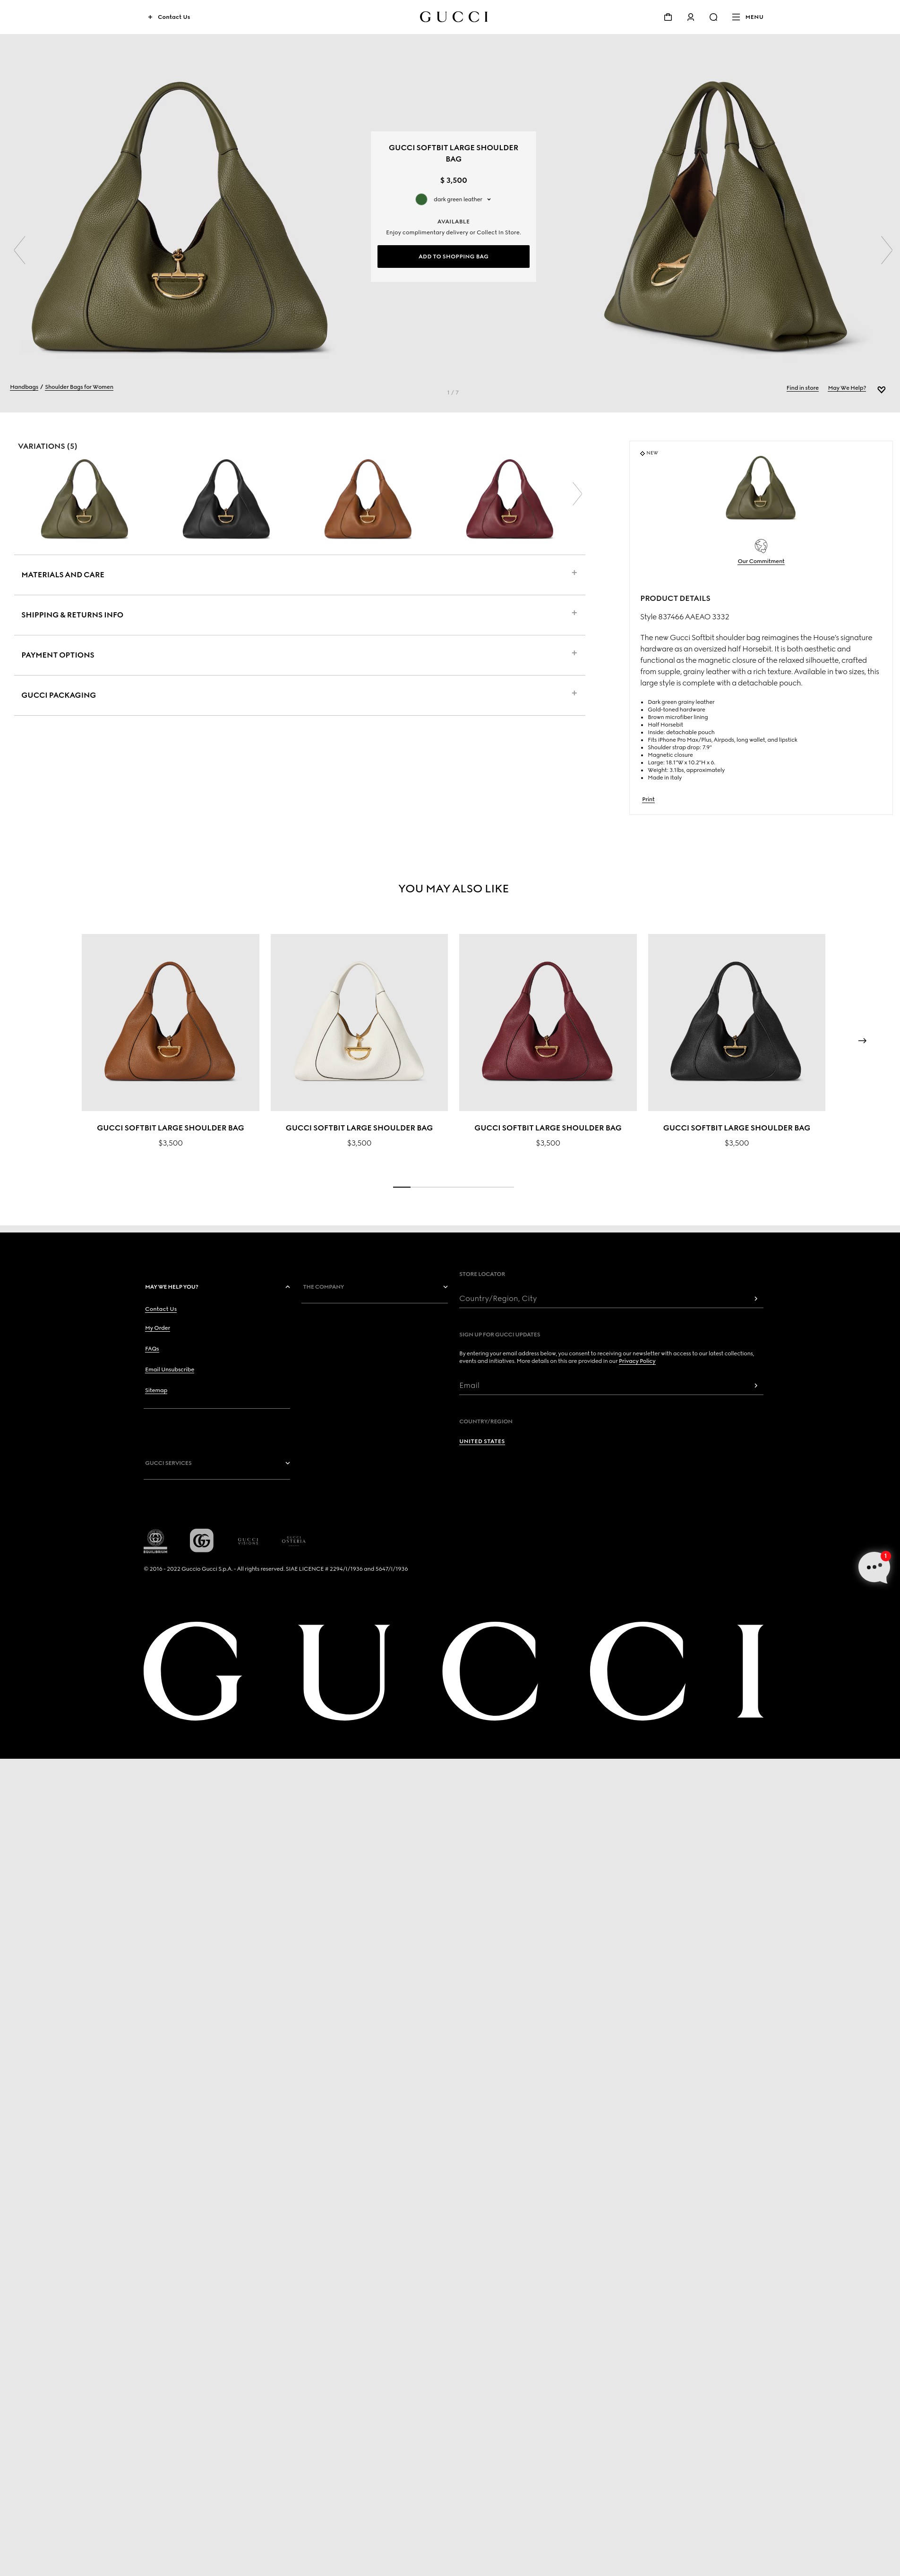 + Contact Us
GUCCI
MENU
GUCCI SOFTBIT LARGE SHOULDER
BAG
$ 3,500
dark green leather
AVAILABLE
Enjoy complimentary delivery or Collect In Store.
ADD TO SHOPPING BAG
Handbags / Shoulder Bags for Women
1 / 7
Find in store
May We Help?
VARIATIONS (5)
MATERIALS AND CARE
SHIPPING & RETURNS INFO
PAYMENT OPTIONS
GUCCI PACKAGING
NEW
Our Commitment
PRODUCT DETAILS
Style 837466 AAEAO 3332
The new Gucci Softbit shoulder bag reimagines the House's signature
hardware as an oversized half Horsebit. It is both aesthetic and
functional as the magnetic closure of the relaxed silhouette, crafted
from supple, grainy leather with a rich texture. Available in two sizes, this
large style is complete with a detachable pouch.
• Dark green grainy leather
• Gold-toned hardware
• Brown microfiber lining
• Half Horsebit
• Inside: detachable pouch
• Fits iPhone Pro Max/Plus, Airpods, long wallet, and lipstick
• Shoulder strap drop: 7.9"
• Magnetic closure
• Large: 18.1"W x 10.2"H x 6.
• Weight: 3.1lbs, approximately
• Made in Italy
Print
YOU MAY ALSO LIKE
GUCCI SOFTBIT LARGE SHOULDER BAG
$3,500
GUCCI SOFTBIT LARGE SHOULDER BAG
$3,500
GUCCI SOFTBIT LARGE SHOULDER BAG
$3,500
GUCCI SOFTBIT LARGE SHOULDER BAG
$3,500
MAY WE HELP YOU?
Contact Us
My Order
FAQs
Email Unsubscribe
Sitemap
THE COMPANY
GUCCI SERVICES
STORE LOCATOR
Country/Region, City
SIGN UP FOR GUCCI UPDATES
By entering your email address below, you consent to receiving our newsletter with access to our latest collections,
events and initiatives. More details on this are provided in our Privacy Policy
Email
COUNTRY/REGION
UNITED STATES
EQUILIBRIUM
GUCCI
OSTERIA
© 2016 - 2022 Guccio Gucci S.p.A. - All rights reserved. SIAE LICENCE # 2294/I/1936 and 5647/I/1936
1
GUCCI